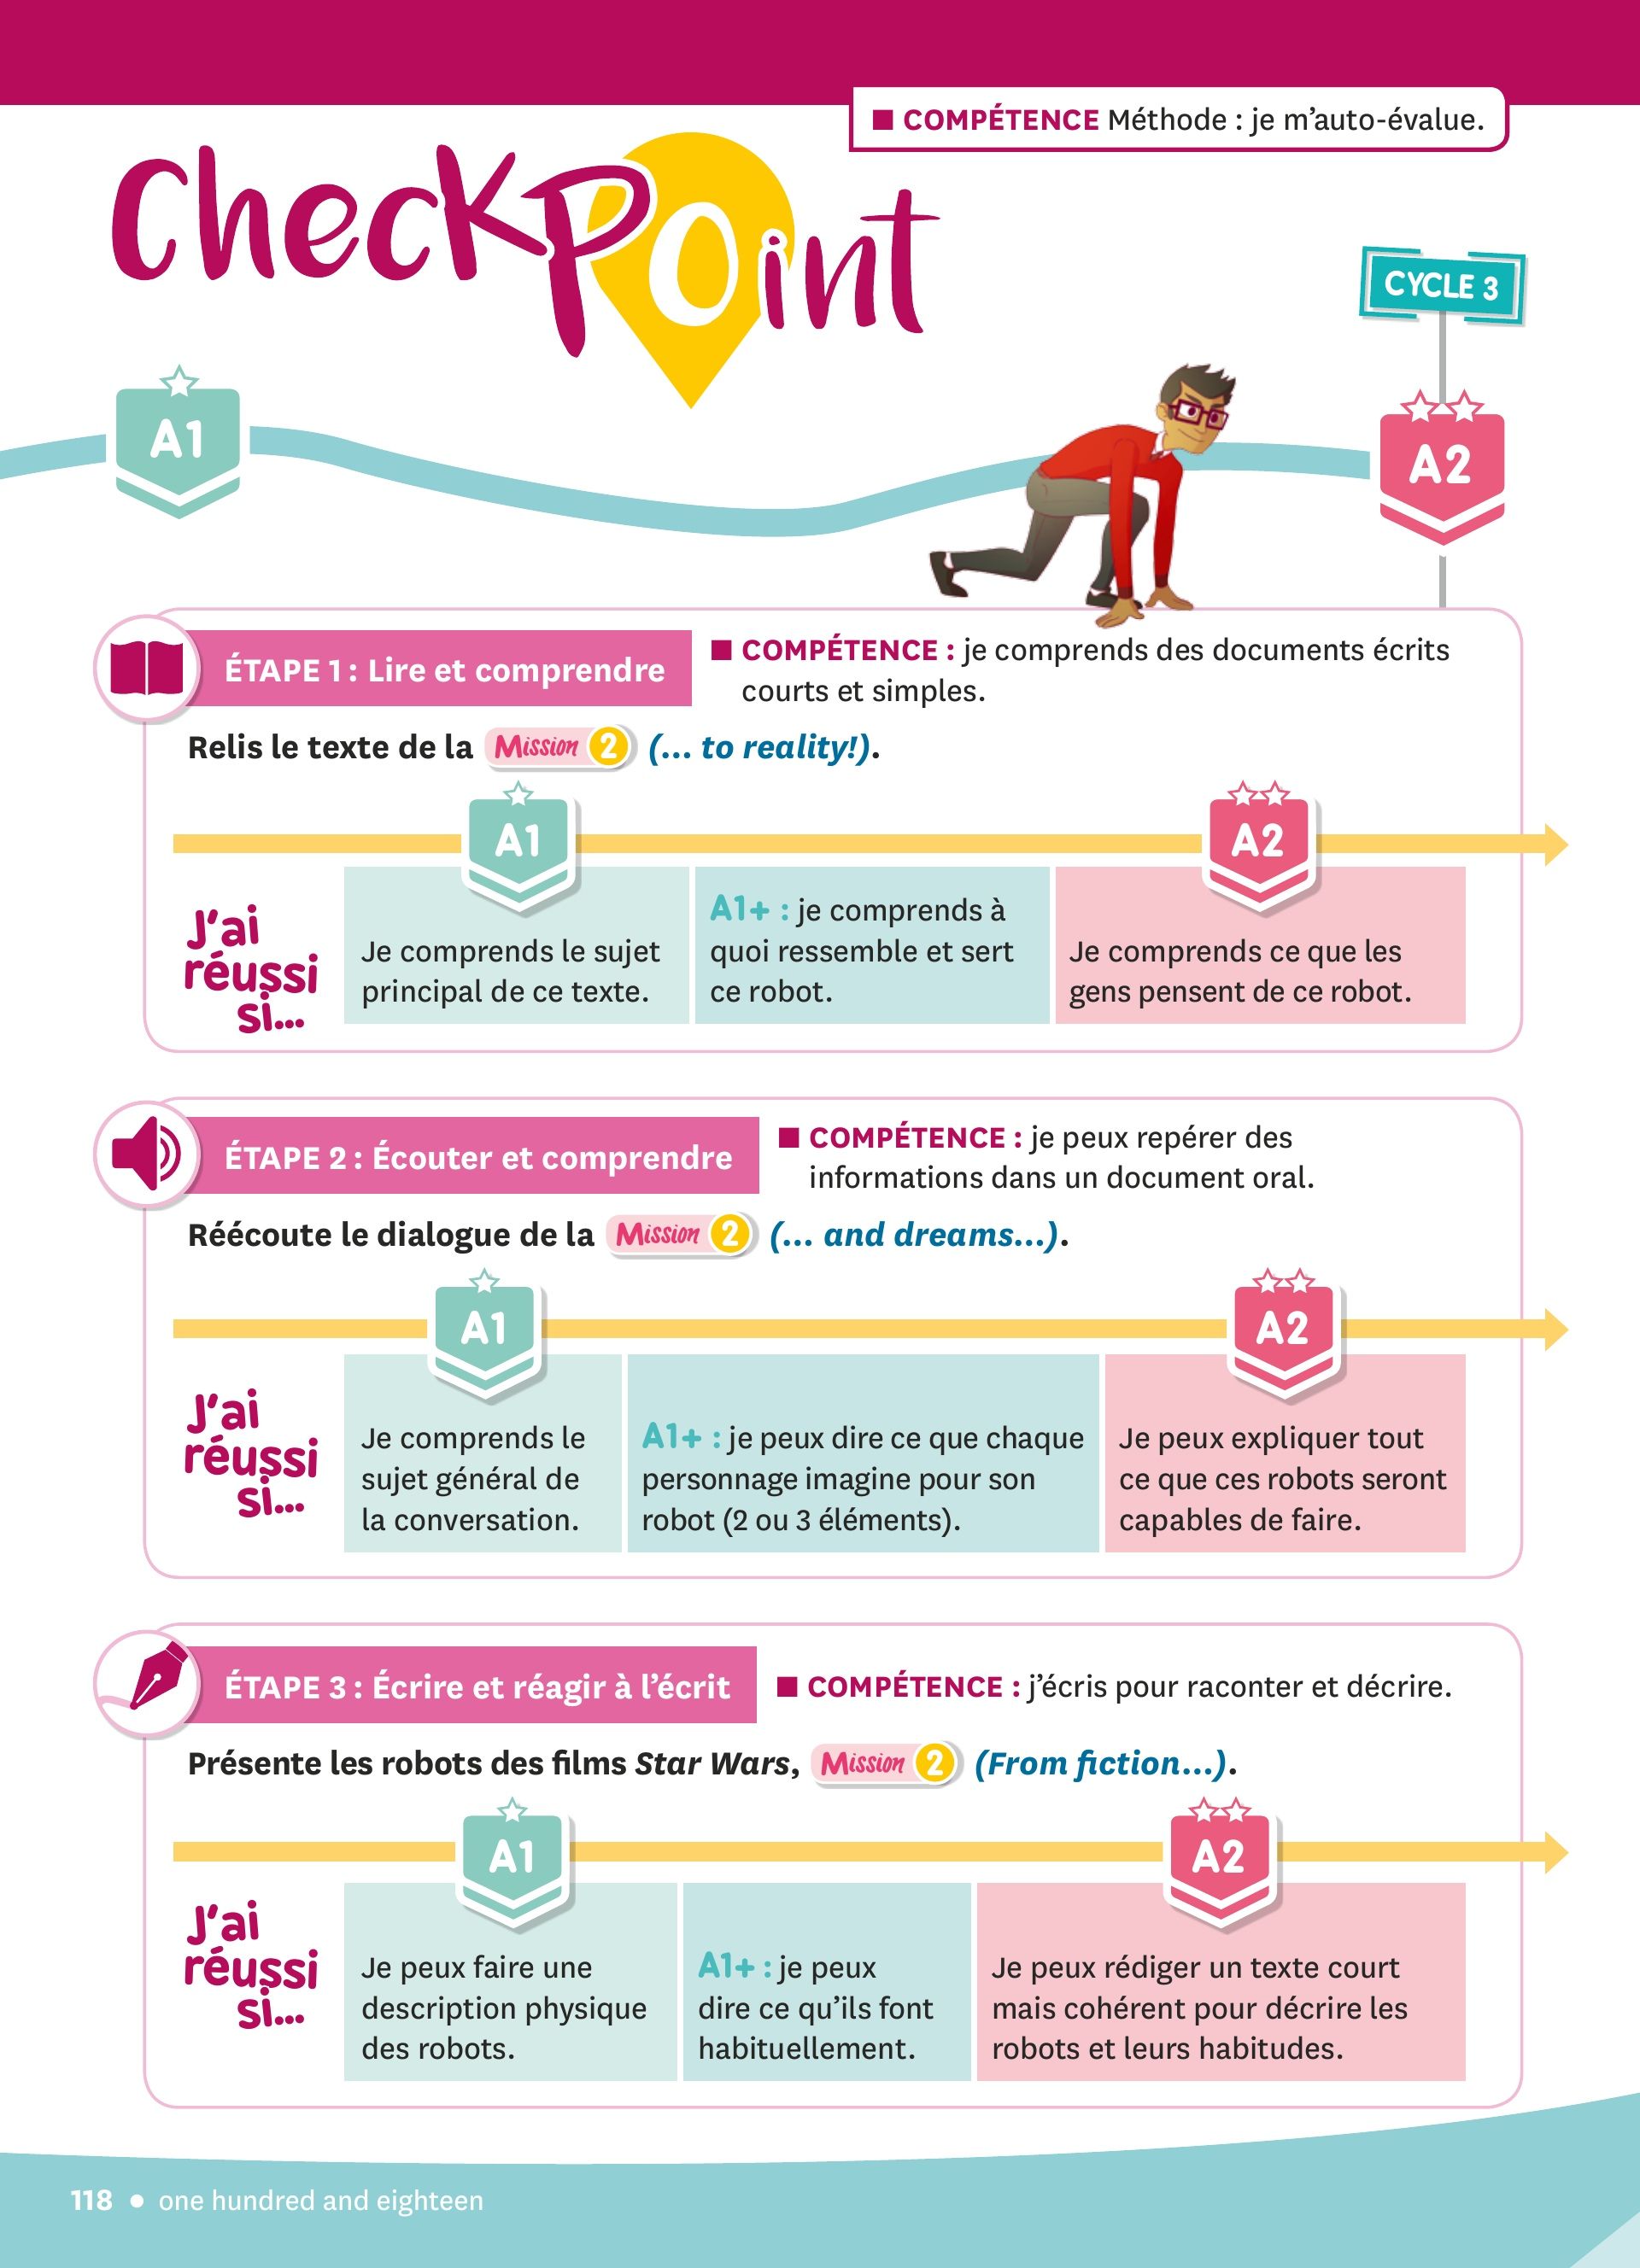 ■ COMPÉTENCE Méthode : je m'auto-évalue.
CheckPoint
CYCLE 3
A1
A2
ÉTAPE 1 : Lire et comprendre
■ COMPÉTENCE : je comprends des documents écrits
courts et simples.
Relis le texte de la Mission 2 (... to reality!).
A1
A2
J'ai
réussi
si...
Je comprends le sujet
principal de ce texte.
A1+ : je comprends à
quoi ressemble et sert
ce robot.
Je comprends ce que les
gens pensent de ce robot.
ÉTAPE 2 : Écouter et comprendre
■ COMPÉTENCE : je peux repérer des
informations dans un document oral.
Réécoute le dialogue de la Mission 2 (... and dreams...).
A1
A2
J'ai
réussi
si...
Je comprends le
sujet général de
la conversation.
A1+ : je peux dire ce que chaque
personnage imagine pour son
robot (2 ou 3 éléments).
Je peux expliquer tout
ce que ces robots seront
capables de faire.
ÉTAPE 3 : Écrire et réagir à l'écrit
■ COMPÉTENCE : j'écris pour raconter et décrire.
Présente les robots des films Star Wars, Mission 2 (From fiction...).
A1
A2
J'ai
réussi
si...
Je peux faire une
description physique
des robots.
A1+ : je peux
dire ce qu'ils font
habituellement.
Je peux rédiger un texte court
mais cohérent pour décrire les
robots et leurs habitudes.
118 • one hundred and eighteen